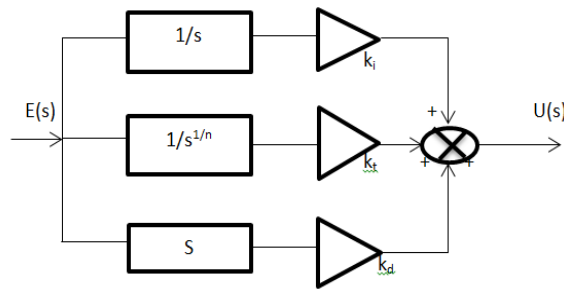 1/s
k_i
E(s)
+
U(s)
1/s^{1/n}
k_t
+ +
S
k_d